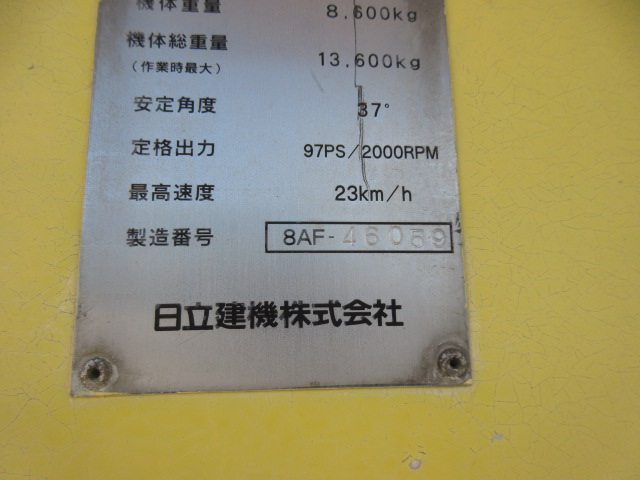 機体重量 8,600kg
機体総重量 13,600kg
(作業時最大)
安定角度 37°
定格出力 97PS/2000RPM
最高速度 23km/h
製造番号 8AF-46059
日立建機株式会社